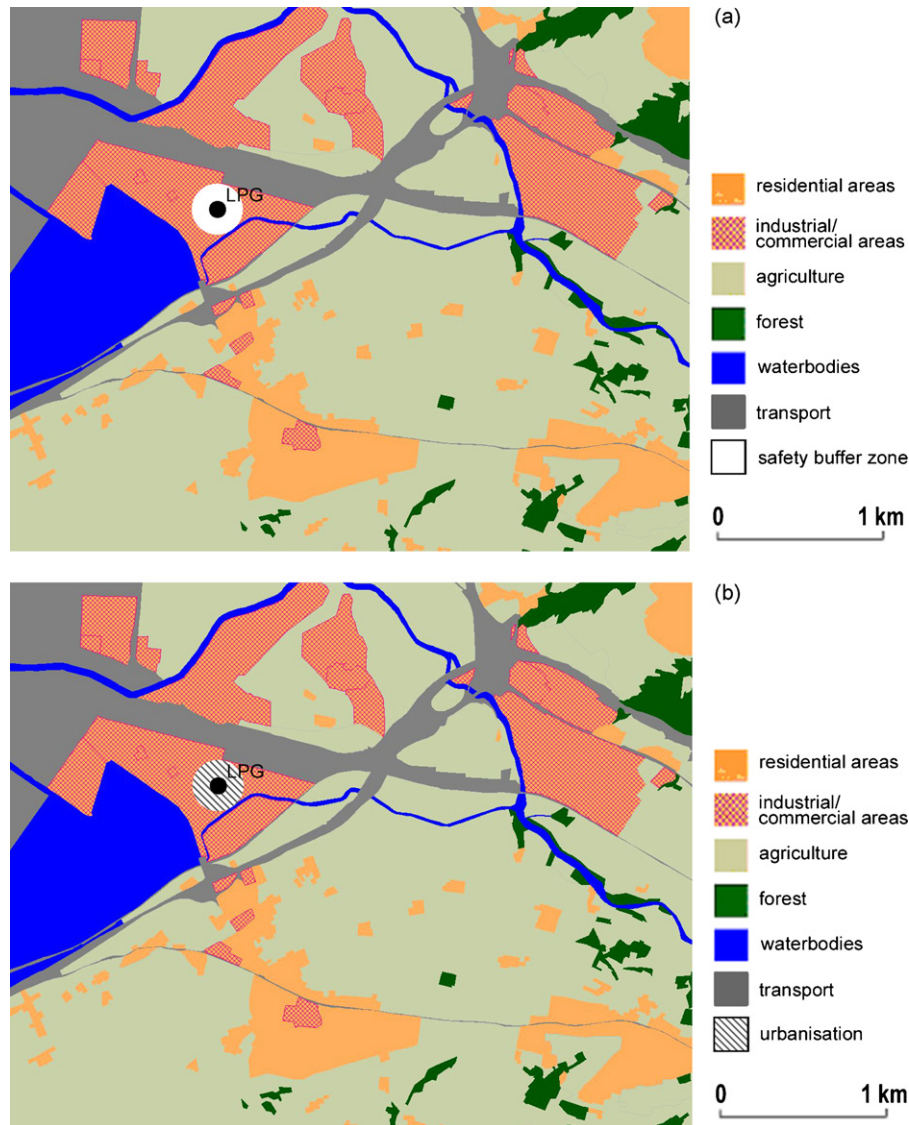 (a)
LPG
residential areas
industrial/
commercial areas
agriculture
forest
waterbodies
transport
safety buffer zone
0 1 km
(b)
LPG
residential areas
industrial/
commercial areas
agriculture
forest
waterbodies
transport
urbanisation
0 1 km